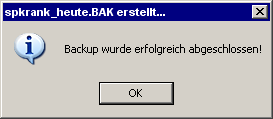 spkrank_heute.BAK erstellt...
Backup wurde erfolgreich abgeschlossen!
OK